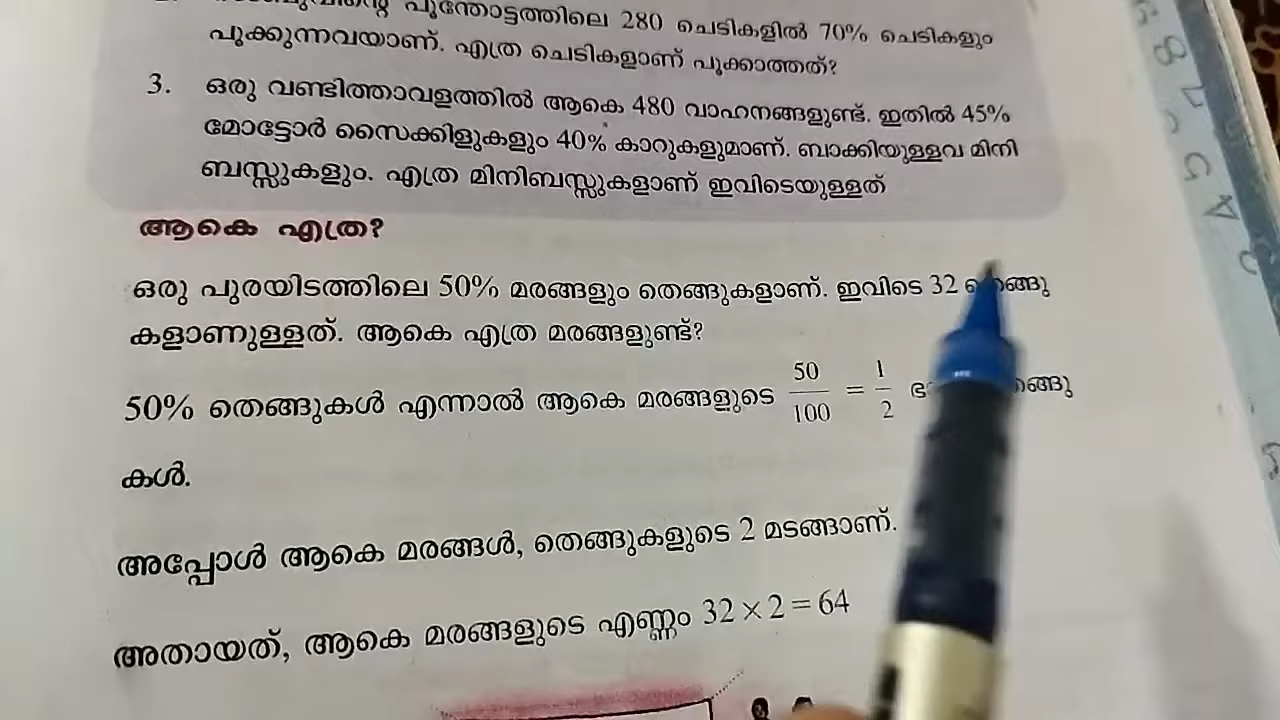 പൂന്തോട്ടത്തിലെ 280 ചെടികളിൽ 70% ചെടികളും
പൂക്കുന്നവയാണ്. എത്ര ചെടികളാണ് പൂക്കാത്തത്?
3. ഒരു വണ്ടിത്താവളത്തിൽ ആകെ 480 വാഹനങ്ങളുണ്ട്. ഇതിൽ 45%
മോട്ടോർ സൈക്കിളുകളും 40% കാറുകളുമാണ്. ബാക്കിയുള്ളവ മിനി
ബസ്സുകളും. എത്ര മിനിബസ്സുകളാണ് ഇവിടെയുള്ളത്
ആകെ എത്ര?
ഒരു പുരയിടത്തിലെ 50% മരങ്ങളും തെങ്ങുകളാണ്. ഇവിടെ 32
കളാണുള്ളത്. ആകെ എത്ര മരങ്ങളുണ്ട്?
50% തെങ്ങുകൾ എന്നാൽ ആകെ മരങ്ങളുടെ 50/100 = 1/2
കൾ.
അപ്പോൾ ആകെ മരങ്ങൾ, തെങ്ങുകളുടെ 2 മടങ്ങാണ്.
അതായത്, ആകെ മരങ്ങളുടെ എണ്ണം 32 × 2 = 64